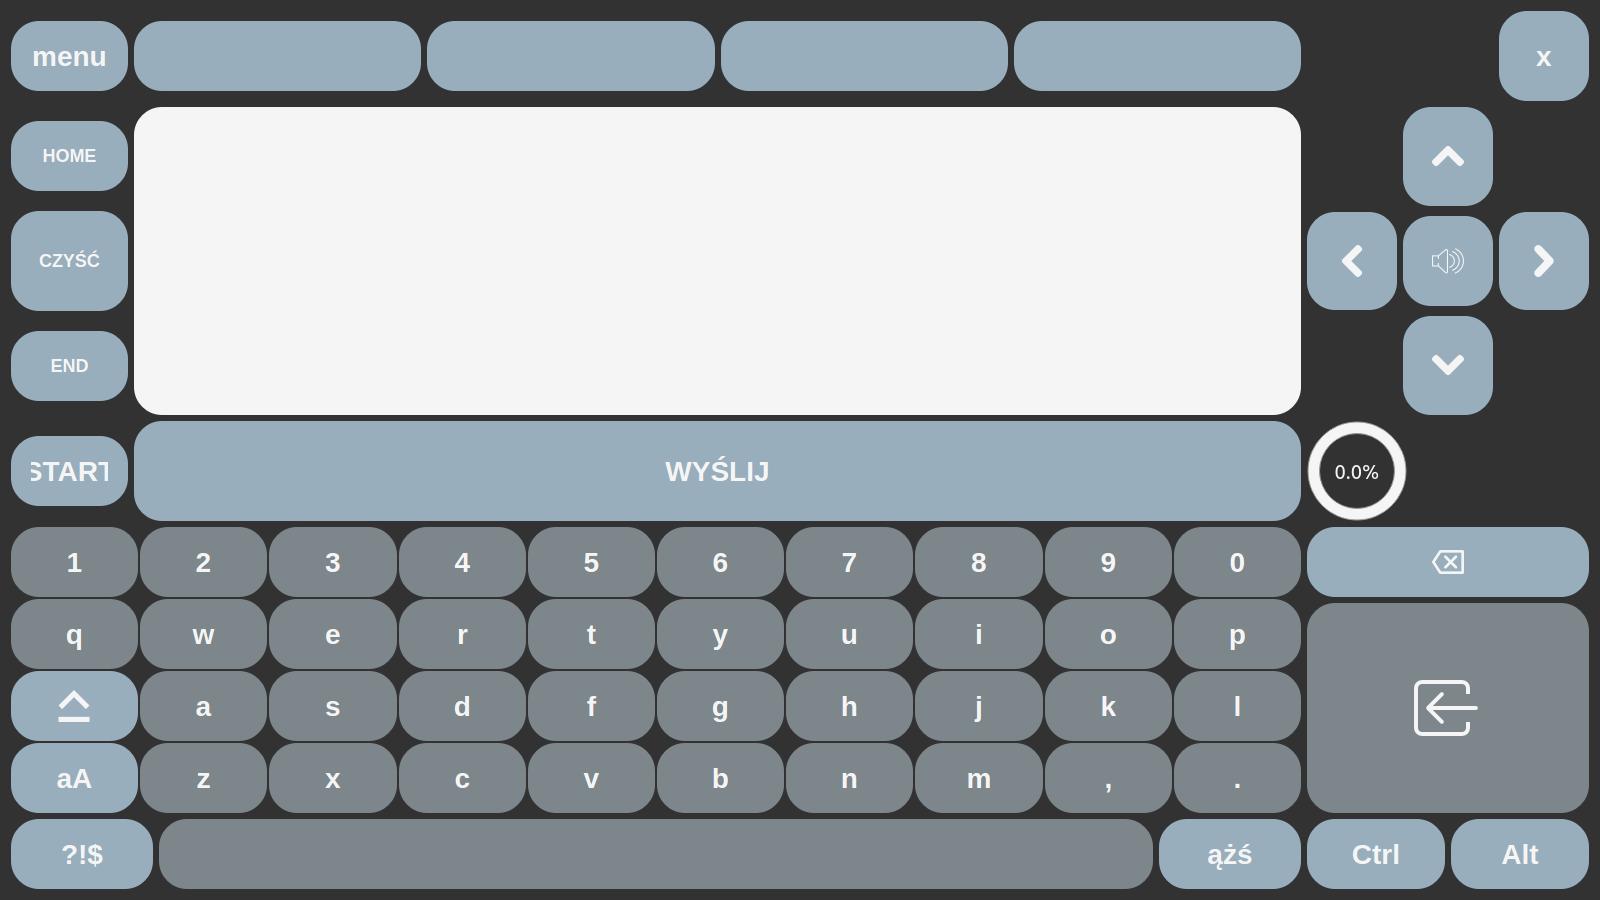 menu
x
HOME
CZYŚĆ
END
START
WYŚLIJ
0.0%
1 2 3 4 5 6 7 8 9 0
q w e r t y u i o p
a s d f g h j k l
aA z x c v b n m , .
?!$ ążś Ctrl Alt